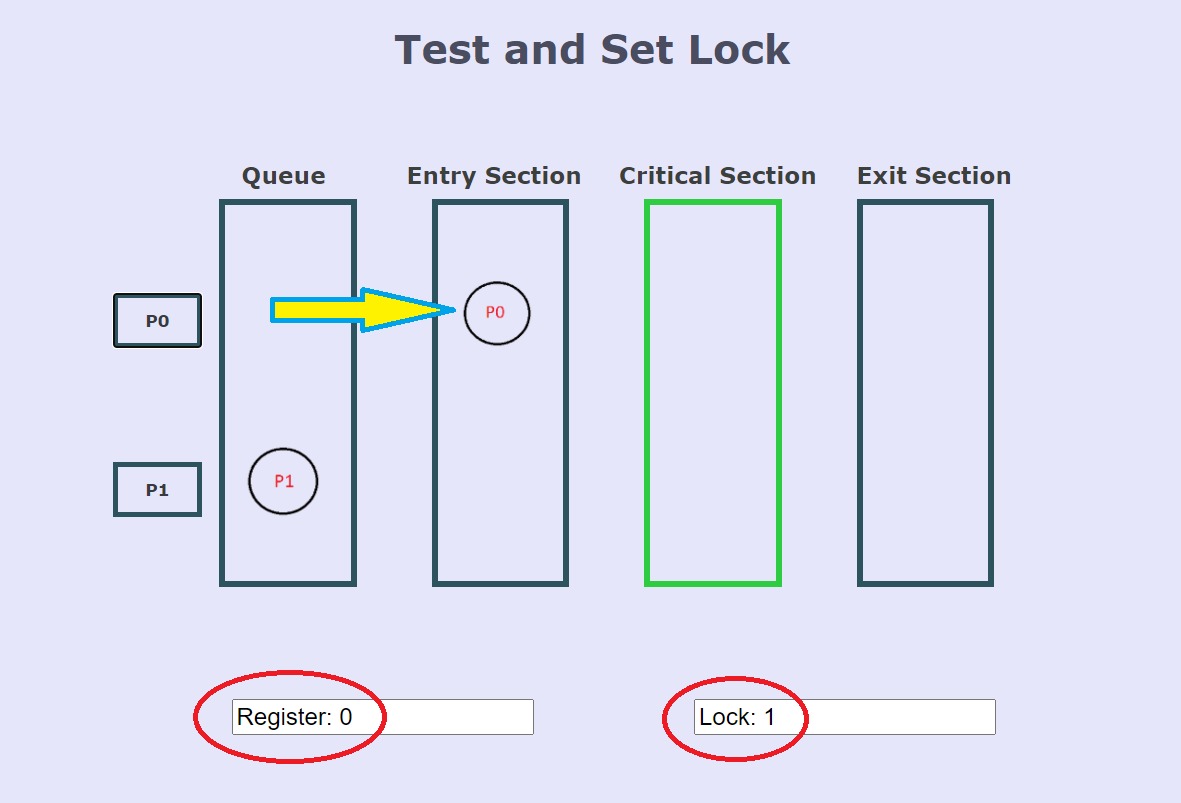 Test and Set Lock
Queue Entry Section Critical Section Exit Section
P0 P0
P1 P1
Register: 0 Lock: 1